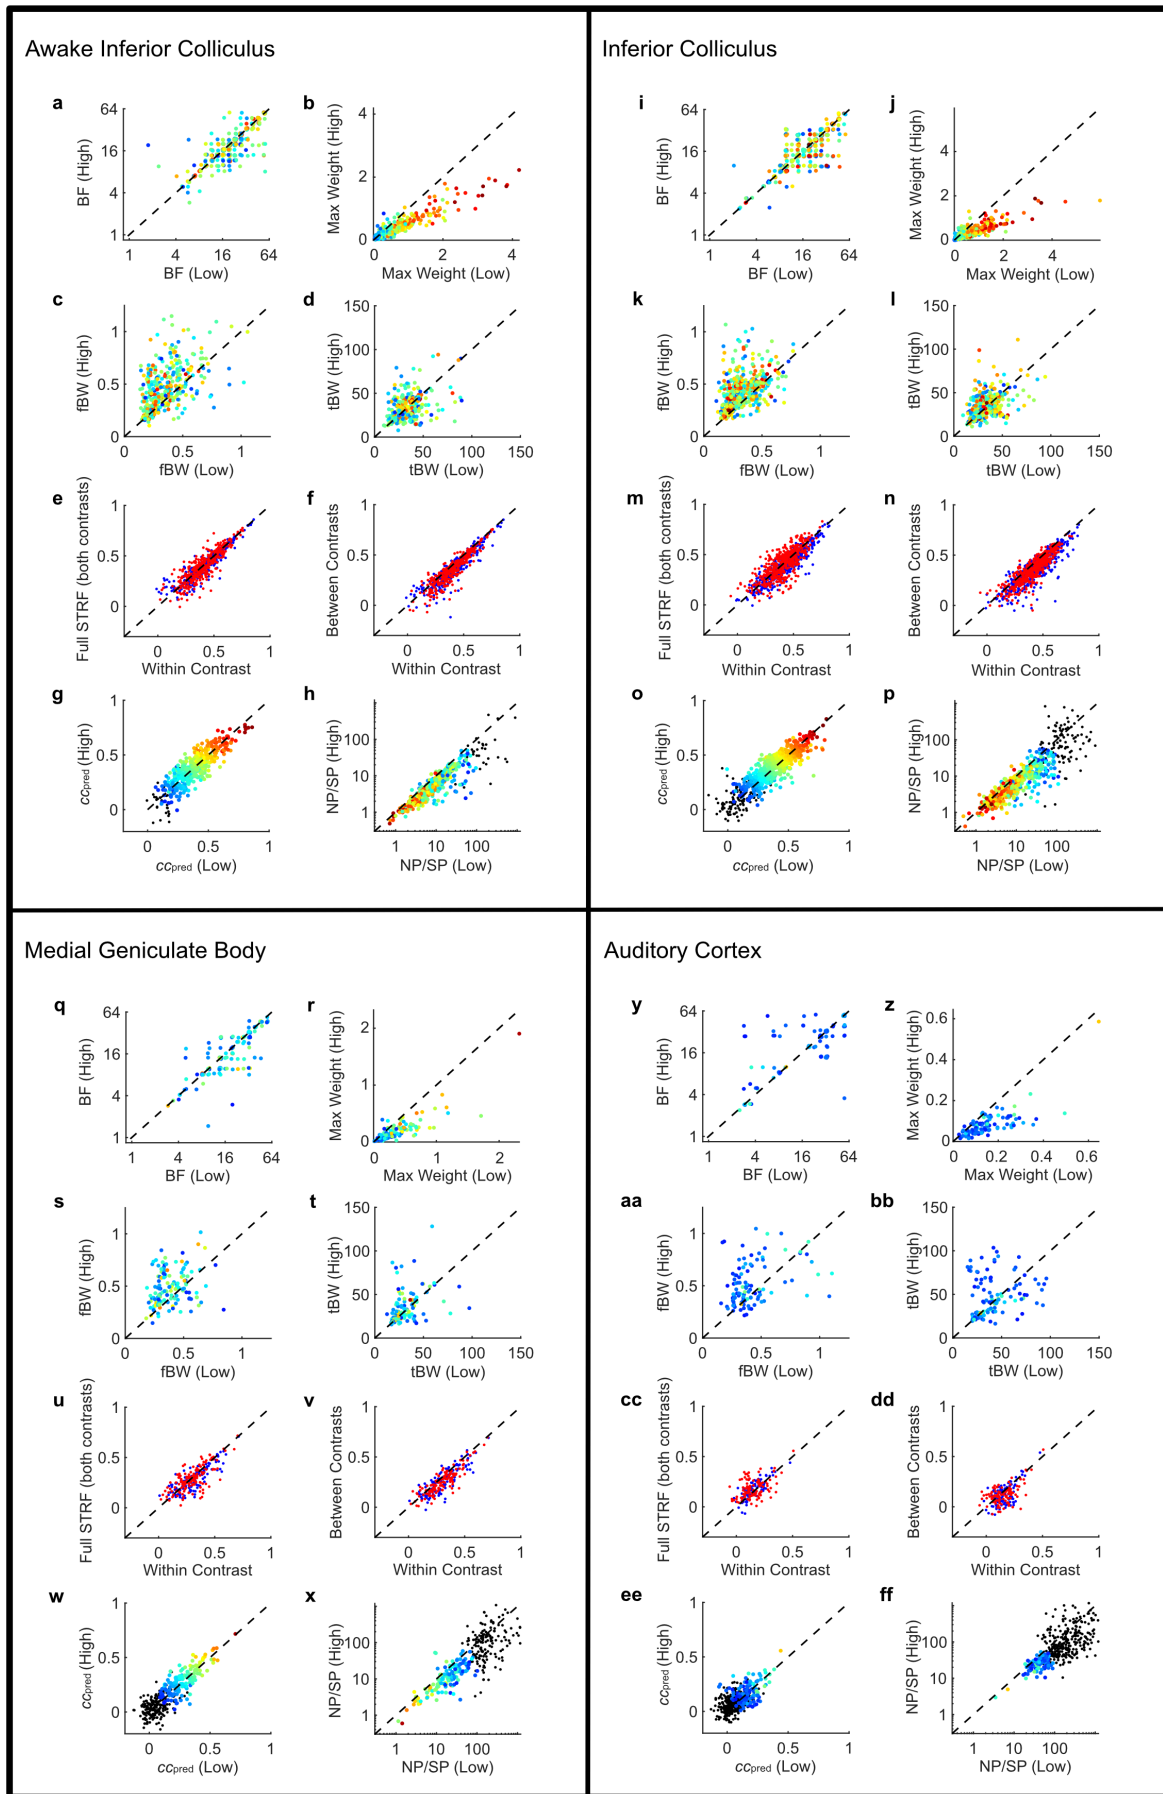 Awake Inferior Colliculus
a
BF (High)
64
16
4
1
1 4 16 64
BF (Low)
b
Max Weight (High)
4
2
0
0 2 4
Max Weight (Low)
c
fBW (High)
1
0.5
0
0 0.5 1
fBW (Low)
d
tBW (High)
150
100
50
0
0 50 100 150
tBW (Low)
e
Full STRF (both contrasts)
1
0.5
0
0 0.5 1
Within Contrast
f
Between Contrasts
1
0.5
0
0 0.5 1
Within Contrast
g
ccpred (High)
1
0.5
0
0 0.5 1
ccpred (Low)
h
NP/SP (High)
100
10
1
1 10 100
NP/SP (Low)
Inferior Colliculus
i
BF (High)
64
16
4
1
1 4 16 64
BF (Low)
j
Max Weight (High)
4
2
0
0 2 4
Max Weight (Low)
k
fBW (High)
1
0.5
0
0 0.5 1
fBW (Low)
l
tBW (High)
150
100
50
0
0 50 100 150
tBW (Low)
m
Full STRF (both contrasts)
1
0.5
0
0 0.5 1
Within Contrast
n
Between Contrasts
1
0.5
0
0 0.5 1
Within Contrast
o
ccpred (High)
1
0.5
0
0 0.5 1
ccpred (Low)
p
NP/SP (High)
100
10
1
1 10 100
NP/SP (Low)
Medial Geniculate Body
q
BF (High)
64
16
4
1
1 4 16 64
BF (Low)
r
Max Weight (High)
2
1
0
0 1 2
Max Weight (Low)
s
fBW (High)
1
0.5
0
0 0.5 1
fBW (Low)
t
tBW (High)
150
100
50
0
0 50 100 150
tBW (Low)
u
Full STRF (both contrasts)
1
0.5
0
0 0.5 1
Within Contrast
v
Between Contrasts
1
0.5
0
0 0.5 1
Within Contrast
w
ccpred (High)
1
0.5
0
0 0.5 1
ccpred (Low)
x
NP/SP (High)
100
10
1
1 10 100
NP/SP (Low)
Auditory Cortex
y
BF (High)
64
16
4
1
1 4 16 64
BF (Low)
z
Max Weight (High)
0.6
0.4
0.2
0
0 0.2 0.4 0.6
Max Weight (Low)
aa
fBW (High)
1
0.5
0
0 0.5 1
fBW (Low)
bb
tBW (High)
150
100
50
0
0 50 100 150
tBW (Low)
cc
Full STRF (both contrasts)
1
0.5
0
0 0.5 1
Within Contrast
dd
Between Contrasts
1
0.5
0
0 0.5 1
Within Contrast
ee
ccpred (High)
1
0.5
0
0 0.5 1
ccpred (Low)
ff
NP/SP (High)
100
10
1
1 10 100
NP/SP (Low)